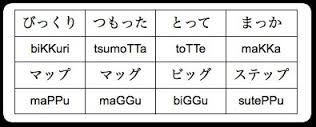 びっくり つもった とって まっか
biKKuri tsumoTTa toTTe maKKa
マップ マッグ ビッグ ステップ
maPPu maGGu biGGu sutePPu